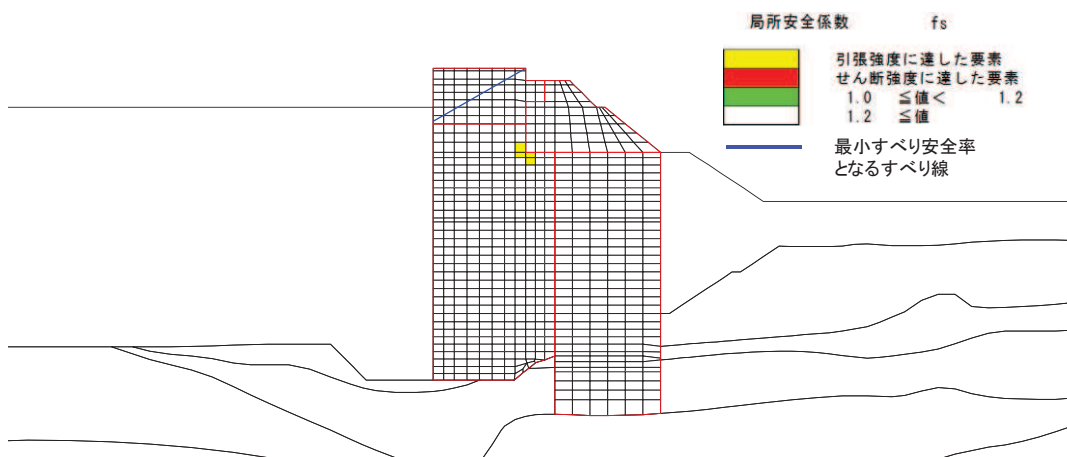 局所安全係数 fs
引張強度に達した要素
せん断強度に達した要素
1.0 ≦値< 1.2
1.2 ≦値
最小すべり安全率
となるすべり線